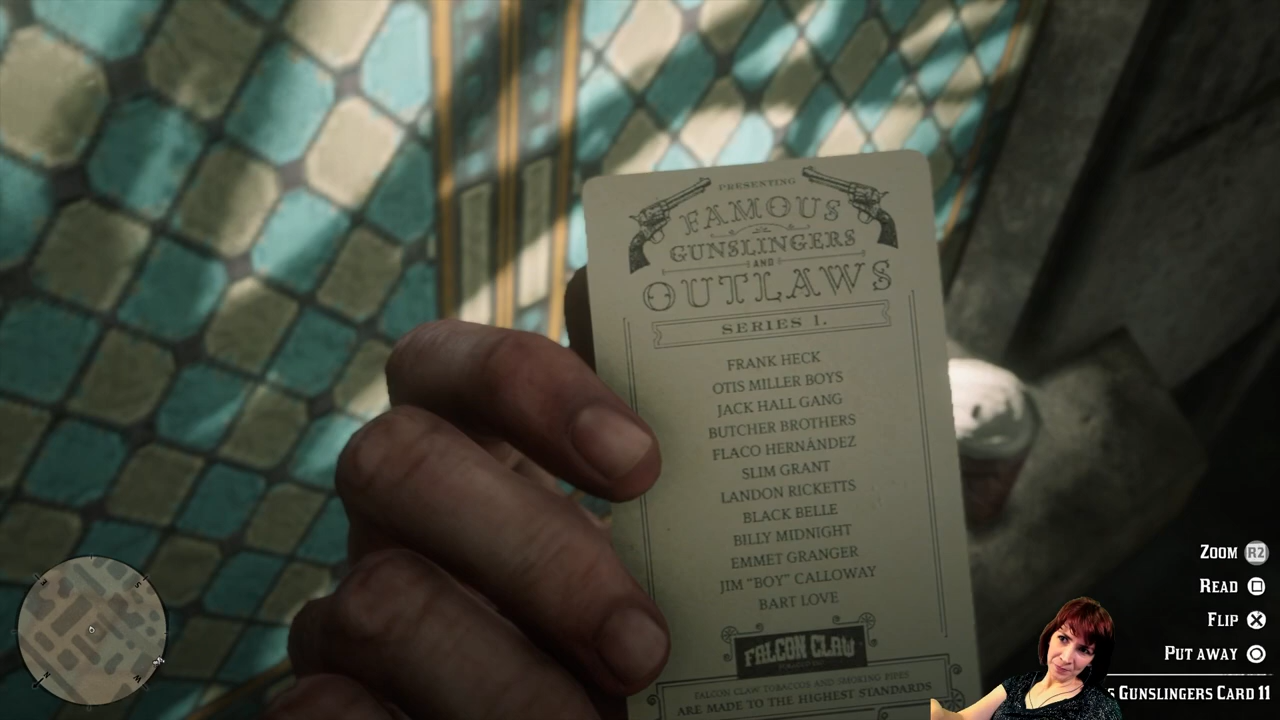 PRESENTING
FAMOUS
GUNSLINGERS
AND
OUTLAWS
SERIES 1.
FRANK HECK
OTIS MILLER BOYS
JACK HALL GANG
BUTCHER BROTHERS
FLACO HERNÁNDEZ
SLIM GRANT
LANDON RICKETTS
BLACK BELLE
BILLY MIDNIGHT
EMMET GRANGER
JIM "BOY" CALLOWAY
BART LOVE
FALCON CLAW
FALCON CLAW TOBACCOS AND SMOKING PIPES
ARE MADE TO THE HIGHEST STANDARDS
ZOOM R2
READ
FLIP
PUT AWAY
S GUNSLINGERS CARD 11